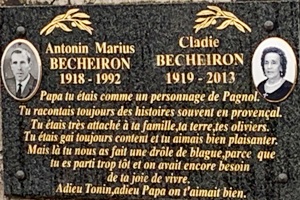 Antonin Marius
BECHEIRON
1918 - 1992
Cladie
BECHEIRON
1919 - 2013
Papa tu étais comme un personnage de Pagnol.
Tu racontais toujours des histoires souvent en provençal.
Tu étais très attaché à la famille,ta terre,tes oliviers.
Tu étais gai toujours content et tu aimais bien plaisanter.
Mais là tu nous as fait une drôle de blague,parce que
tu es parti trop tôt et on avait encore besoin
de ta joie de vivre.
Adieu Tonin,adieu Papa on t'aimait bien.